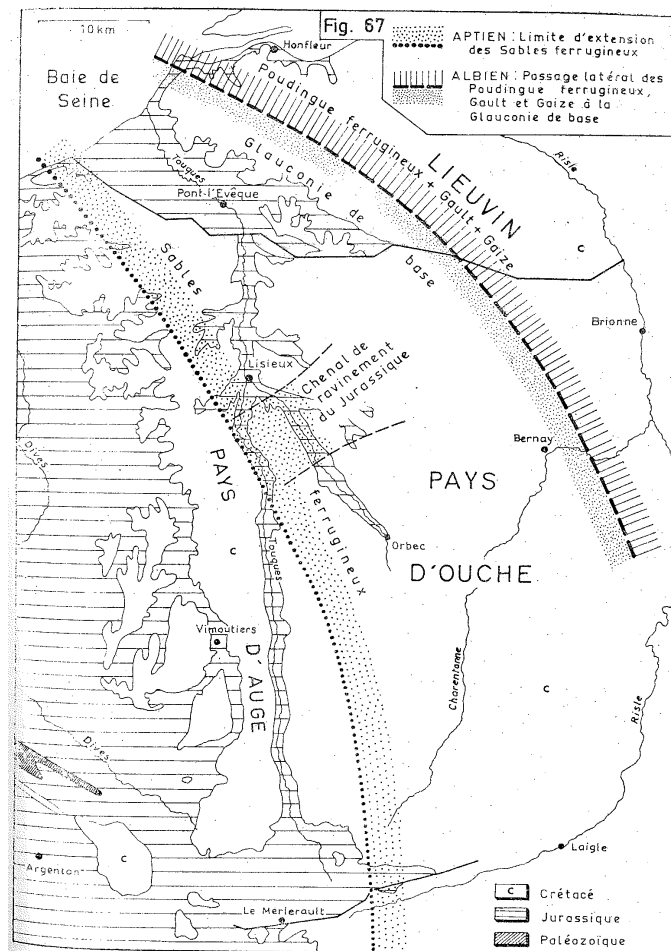 10 km
Fig. 67
APTIEN : Limite d'extension
des Sables ferrugineux
ALBIEN : Passage latéral des
Poudingue ferrugineux,
Gault et Gaize à la
Glauconie de base
Honfleur
Baie de
Seine
Poudingue ferrugineux + Gault + Gaize
LIEUVIN
Risle
Glauconie de
base
Touques
Pont-l'Evêque
c
Sables
Brionne
Lisieux
Chenal de
ravinement
du Jurassique
Dives
PAYS
Bernay
PAYS
ferrugineux
c
Touques
Orbec
D'OUCHE
Vimoutiers
D'AUGE
Charentonne
c
Risle
Dives
Laigle
c
Argentan
Le Merlerault
c Crétacé
Jurassique
Paléozoïque